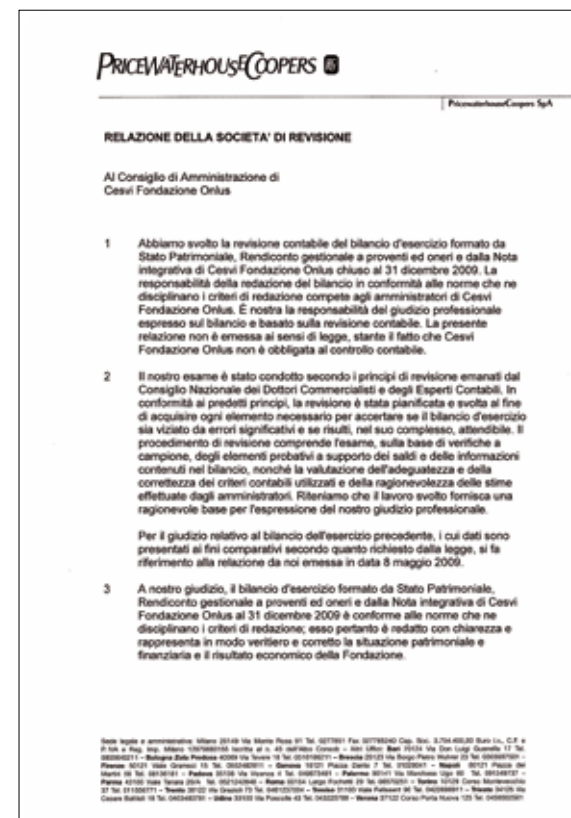 PRICEWATERHOUSECOOPERS
PricewaterhouseCoopers SpA
RELAZIONE DELLA SOCIETA' DI REVISIONE
Al Consiglio di Amministrazione di
Cesvi Fondazione Onlus
1 Abbiamo svolto la revisione contabile del bilancio d'esercizio formato da
Stato Patrimoniale, Rendiconto gestionale a proventi ed oneri e dalla Nota
integrativa di Cesvi Fondazione Onlus chiuso al 31 dicembre 2009. La
responsabilità della redazione del bilancio in conformità alle norme che ne
disciplinano i criteri di redazione compete agli amministratori di Cesvi
Fondazione Onlus. È nostra la responsabilità del giudizio professionale
espresso sul bilancio e basato sulla revisione contabile. La presente
relazione non è emessa ai sensi di legge, stante il fatto che Cesvi
Fondazione Onlus non è obbligata al controllo contabile.
2 Il nostro esame è stato condotto secondo i principi di revisione emanati dal
Consiglio Nazionale dei Dottori Commercialisti e degli Esperti Contabili. In
conformità ai predetti principi, la revisione è stata pianificata e svolta al fine
di acquisire ogni elemento necessario per accertare se il bilancio d'esercizio
sia viziato da errori significativi e se risulti, nel suo complesso, attendibile. Il
procedimento di revisione comprende l'esame, sulla base di verifiche a
campione, degli elementi probativi a supporto dei saldi e delle informazioni
contenuti nel bilancio, nonché la valutazione dell'adeguatezza e della
correttezza dei criteri contabili utilizzati e della ragionevolezza delle stime
effettuate dagli amministratori. Riteniamo che il lavoro svolto fornisca una
ragionevole base per l'espressione del nostro giudizio professionale.
Per il giudizio relativo al bilancio dell'esercizio precedente, i cui dati sono
presentati ai fini comparativi secondo quanto richiesto dalla legge, si fa
riferimento alla relazione da noi emessa in data 8 maggio 2009.
3 A nostro giudizio, il bilancio d'esercizio formato da Stato Patrimoniale,
Rendiconto gestionale a proventi ed oneri e dalla Nota integrativa di Cesvi
Fondazione Onlus al 31 dicembre 2009 è conforme alle norme che ne
disciplinano i criteri di redazione; esso pertanto è redatto con chiarezza e
rappresenta in modo veritiero e corretto la situazione patrimoniale e
finanziaria e il risultato economico della Fondazione.
Sede legale e amministrativa: Milano 20149 Via Monte Rosa 91 Tel.